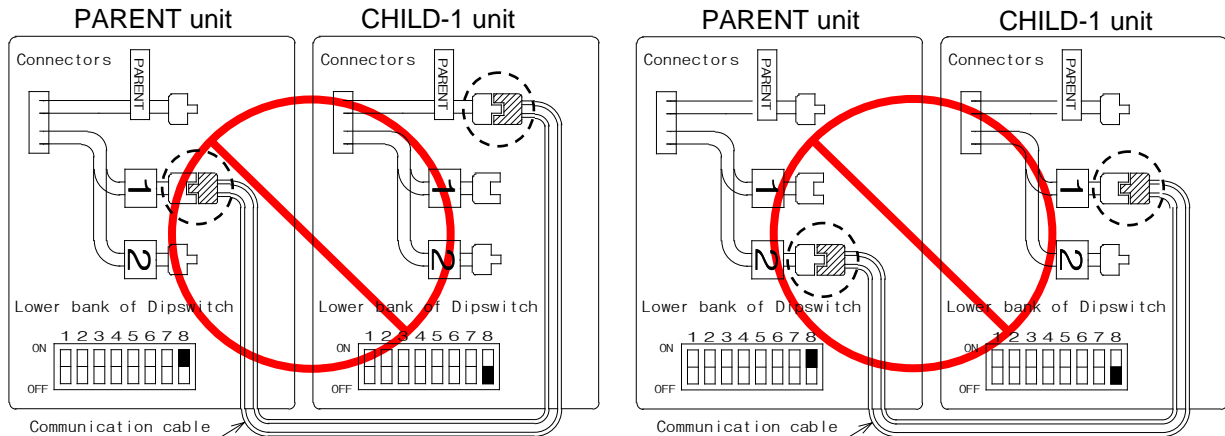 PARENT unit
CHILD-1 unit
Connectors
PARENT
1
2
Lower bank of Dipswitch
1 2 3 4 5 6 7 8
ON
OFF
Connectors
PARENT
1
2
Lower bank of Dipswitch
1 2 3 4 5 6 7 8
ON
OFF
Communication cable
PARENT unit
CHILD-1 unit
Connectors
PARENT
1
2
Lower bank of Dipswitch
1 2 3 4 5 6 7 8
ON
OFF
Connectors
PARENT
1
2
Lower bank of Dipswitch
1 2 3 4 5 6 7 8
ON
OFF
Communication cable